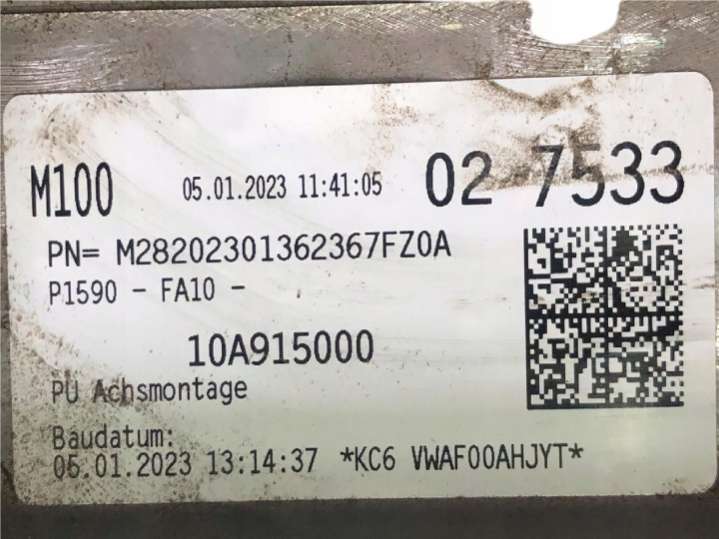 M100 05.01.2023 11:41:05 02 7533
PN= M28202301362367FZ0A
P1590 - FA10 -
10A915000
PU Achsmontage
Baudatum:
05.01.2023 13:14:37 *KC6 VWAF00AHJYT*